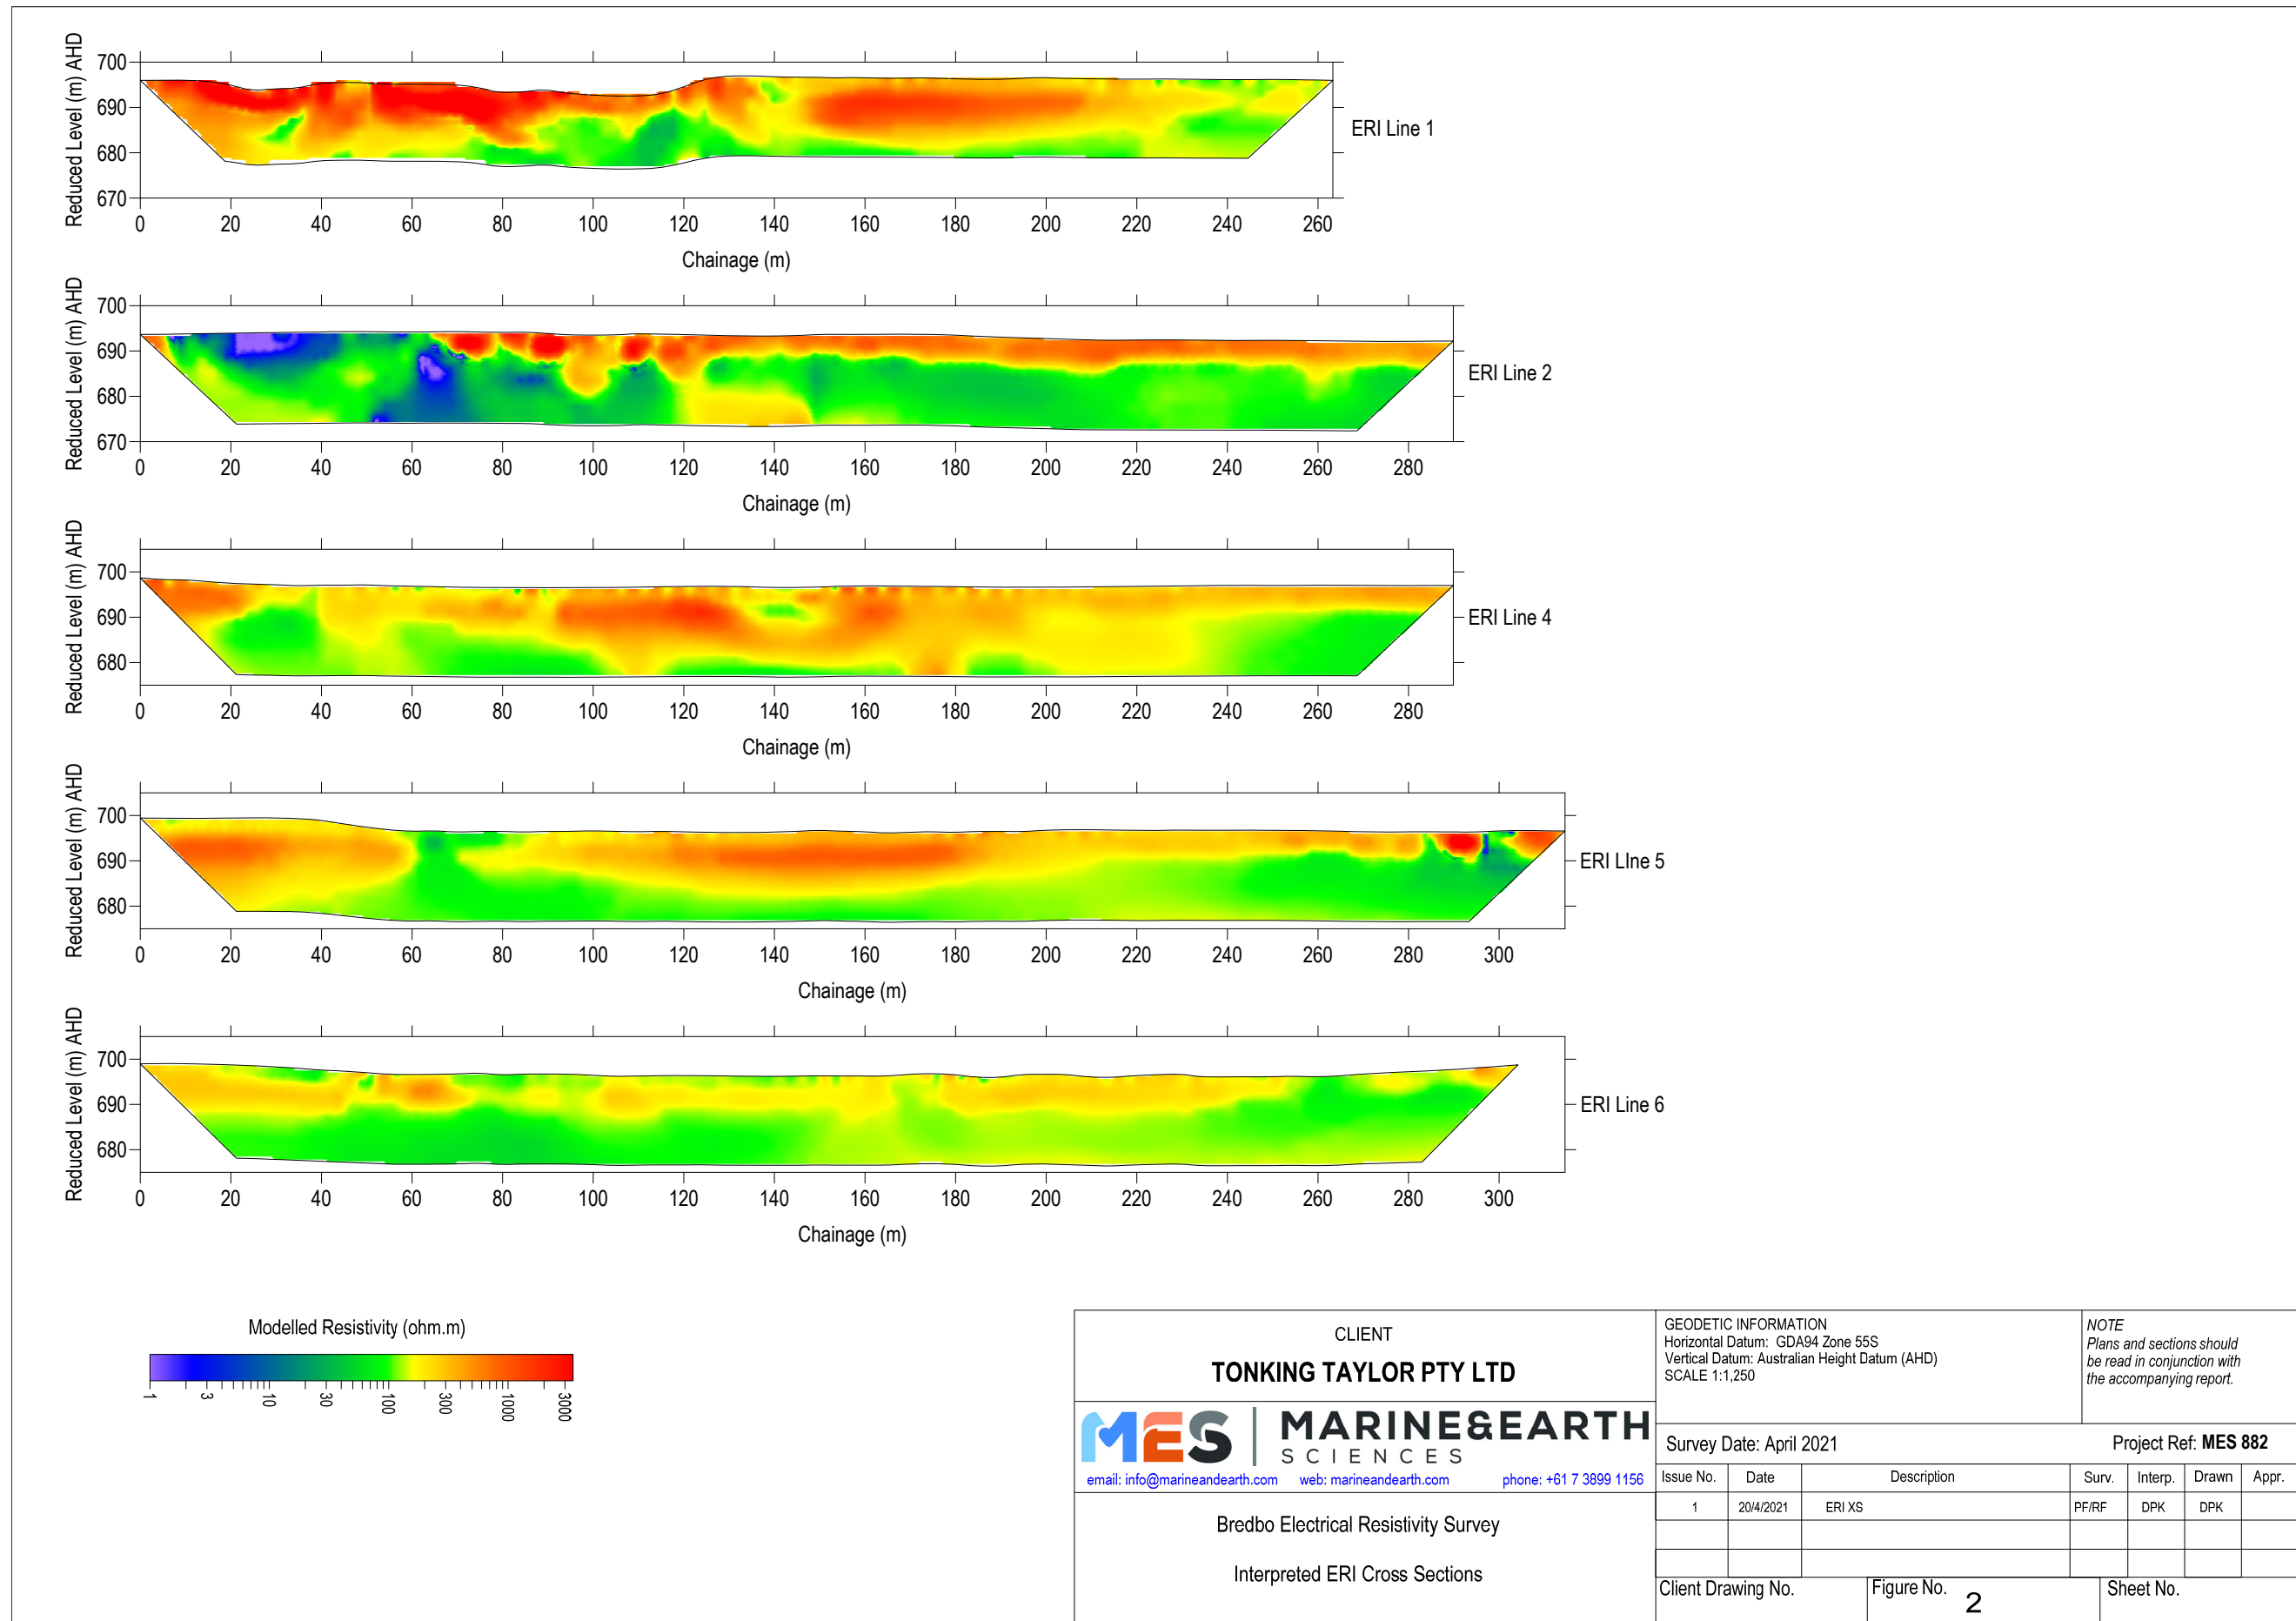 Reduced Level (m) AHD
700
690
680
670
0 20 40 60 80 100 120 140 160 180 200 220 240 260
Chainage (m)
ERI Line 1
Reduced Level (m) AHD
700
690
680
670
0 20 40 60 80 100 120 140 160 180 200 220 240 260 280
Chainage (m)
ERI Line 2
Reduced Level (m) AHD
700
690
680
0 20 40 60 80 100 120 140 160 180 200 220 240 260 280
Chainage (m)
ERI Line 4
Reduced Level (m) AHD
700
690
680
0 20 40 60 80 100 120 140 160 180 200 220 240 260 280 300
Chainage (m)
ERI LIne 5
Reduced Level (m) AHD
700
690
680
0 20 40 60 80 100 120 140 160 180 200 220 240 260 280 300
Chainage (m)
ERI Line 6
Modelled Resistivity (ohm.m)
1 3 10 30 100 300 1000 3000
CLIENT
TONKING TAYLOR PTY LTD
MES MARINE&EARTH
SCIENCES
email: info@marineandearth.com web: marineandearth.com phone: +61 7 3899 1156
Bredbo Electrical Resistivity Survey
Interpreted ERI Cross Sections
GEODETIC INFORMATION
Horizontal Datum: GDA94 Zone 55S
Vertical Datum: Australian Height Datum (AHD)
SCALE 1:1,250
NOTE
Plans and sections should
be read in conjunction with
the accompanying report.
Survey Date: April 2021
Project Ref: MES 882
Issue No. Date Description Surv. Interp. Drawn Appr.
1 20/4/2021 ERI XS PF/RF DPK DPK
Client Drawing No.
Figure No. 2
Sheet No.